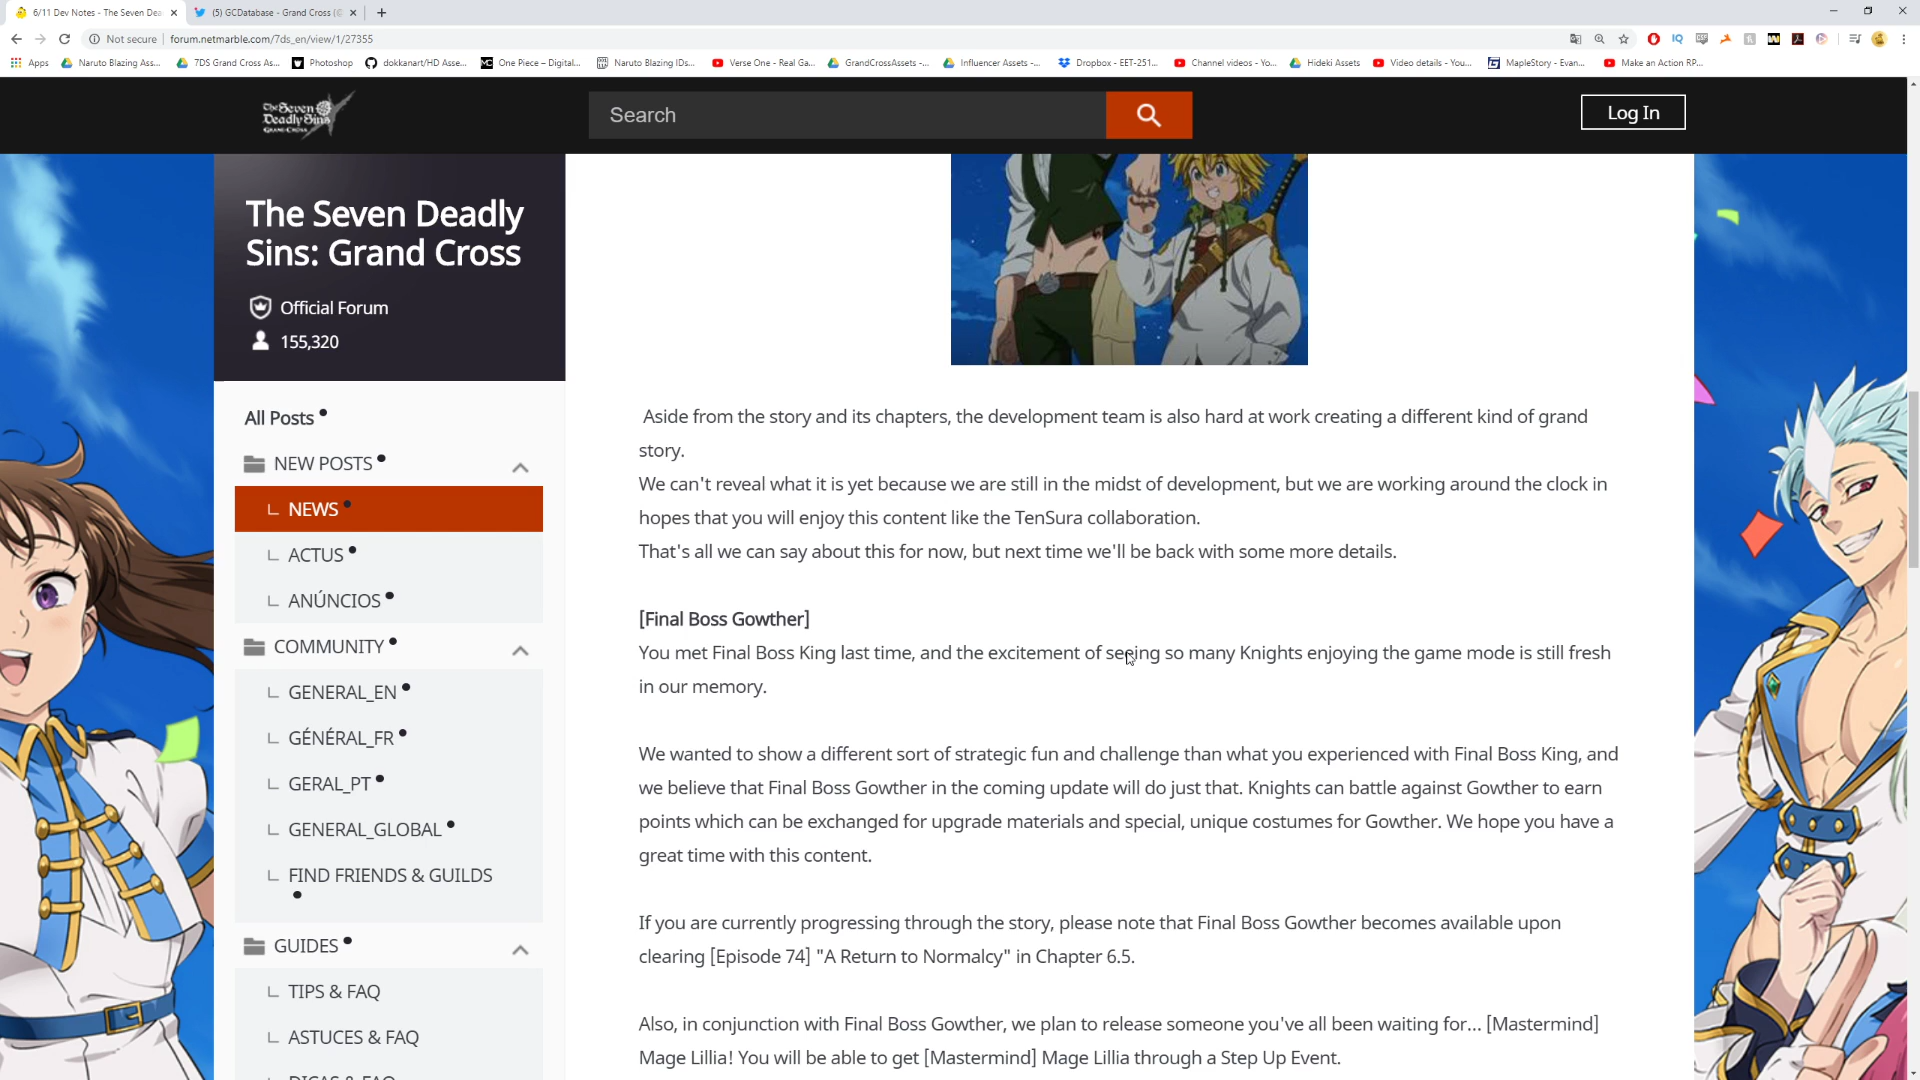 6/11 Dev Notes - The Seven Dea
(5) GCDatabase - Grand Cross (@
Not secure forum.netmarble.com/7ds_en/view/1/27355
Apps Naruto Blazing Ass... 7DS Grand Cross As... Photoshop dokkanart/HD Asse... One Piece – Digital... Naruto Blazing IDs... Verse One - Real Ga... GrandCrossAssets -... Influencer Assets -... Dropbox - EET-251... Channel videos - Yo... Hideki Assets Video details - You... MapleStory - Evan... Make an Action RP...
The Seven Deadly Sins Grand Cross
Search
Log In
The Seven Deadly
Sins: Grand Cross
Official Forum
155,320
All Posts
NEW POSTS
NEWS
ACTUS
ANÚNCIOS
COMMUNITY
GENERAL_EN
GÉNÉRAL_FR
GERAL_PT
GENERAL_GLOBAL
FIND FRIENDS & GUILDS
GUIDES
TIPS & FAQ
ASTUCES & FAQ
DICAS & FAQ
Aside from the story and its chapters, the development team is also hard at work creating a different kind of grand
story.
We can't reveal what it is yet because we are still in the midst of development, but we are working around the clock in
hopes that you will enjoy this content like the TenSura collaboration.
That's all we can say about this for now, but next time we'll be back with some more details.
[Final Boss Gowther]
You met Final Boss King last time, and the excitement of seeing so many Knights enjoying the game mode is still fresh
in our memory.
We wanted to show a different sort of strategic fun and challenge than what you experienced with Final Boss King, and
we believe that Final Boss Gowther in the coming update will do just that. Knights can battle against Gowther to earn
points which can be exchanged for upgrade materials and special, unique costumes for Gowther. We hope you have a
great time with this content.
If you are currently progressing through the story, please note that Final Boss Gowther becomes available upon
clearing [Episode 74] "A Return to Normalcy" in Chapter 6.5.
Also, in conjunction with Final Boss Gowther, we plan to release someone you've all been waiting for... [Mastermind]
Mage Lillia! You will be able to get [Mastermind] Mage Lillia through a Step Up Event.